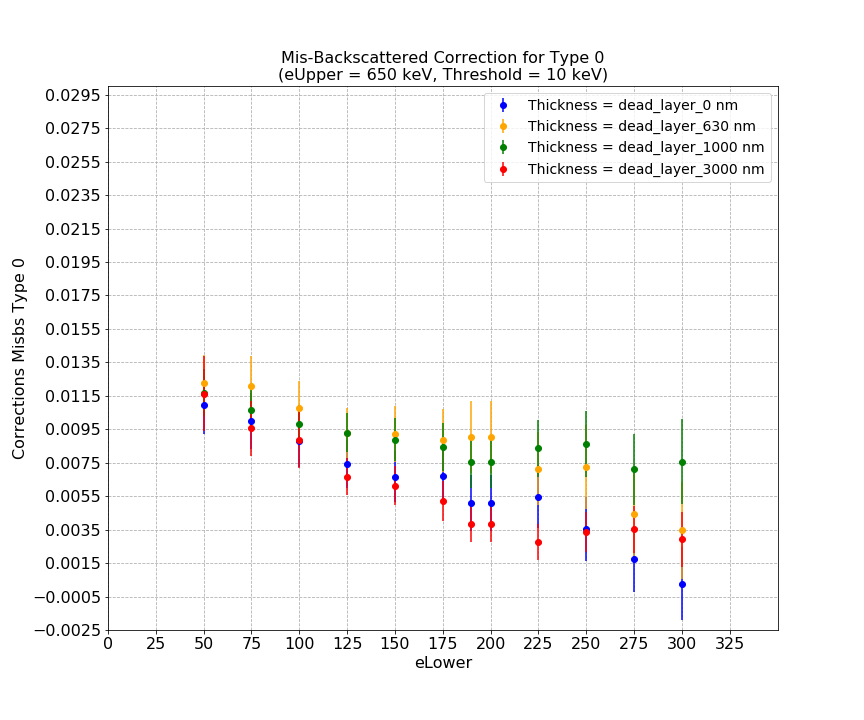 Mis-Backscattered Correction for Type 0
(eUpper = 650 keV, Threshold = 10 keV)
Thickness = dead_layer_0 nm
Thickness = dead_layer_630 nm
Thickness = dead_layer_1000 nm
Thickness = dead_layer_3000 nm
Corrections Misbs Type 0
0.0295
0.0275
0.0255
0.0235
0.0215
0.0195
0.0175
0.0155
0.0135
0.0115
0.0095
0.0075
0.0055
0.0035
0.0015
−0.0005
−0.0025
0 25 50 75 100 125 150 175 200 225 250 275 300 325
eLower